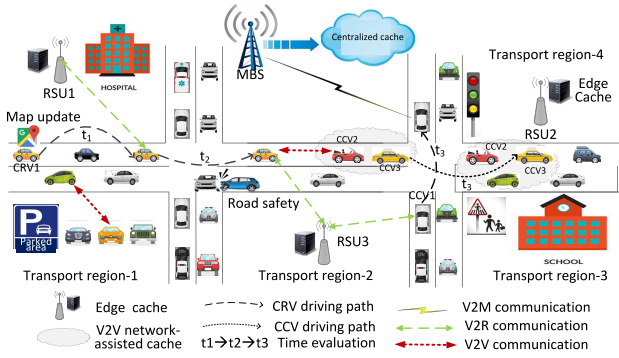 Centralized cache
MBS
Transport region-4
HOSPITAL
RSU1
Edge
Cache
RSU2
Map update
t1
CRV1
t2
CCV2
CCV3
t3
CCV2
CCV3
t3
Road safety
CCV1
P
Parked
area
RSU3
SCHOOL
Transport region-1
Transport region-2
Transport region-3
Edge cache
CRV driving path
V2M communication
V2V network-
assisted cache
CCV driving path
V2R communication
t1→t2→t3 Time evaluation
V2V communication